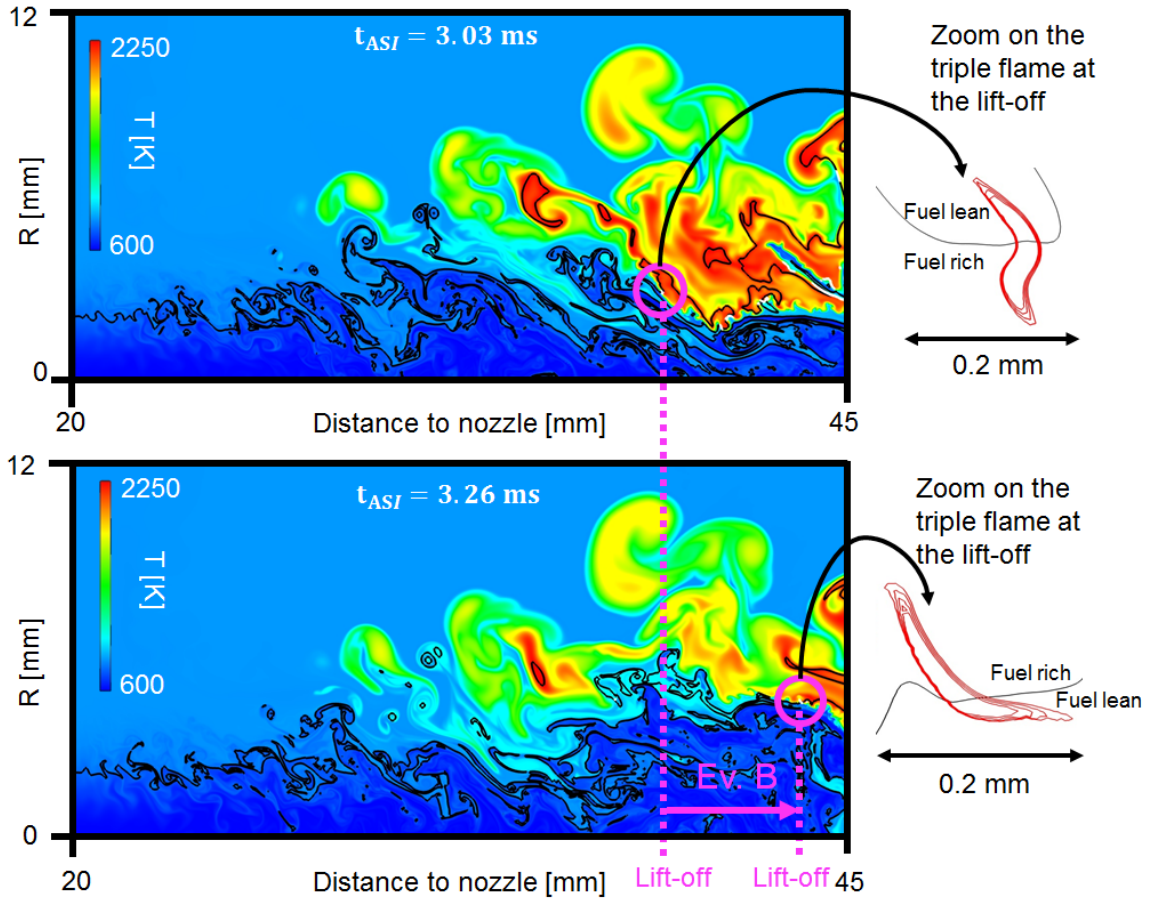 12
t_ASI = 3.03 ms
2250
T [K]
600
R [mm]
0
20
Distance to nozzle [mm]
45
Zoom on the
triple flame at
the lift-off
Fuel lean
Fuel rich
0.2 mm
12
t_ASI = 3.26 ms
2250
T [K]
600
R [mm]
0
Ev. B
20
Distance to nozzle [mm]
Lift-off
Lift-off
45
Zoom on the
triple flame at
the lift-off
Fuel rich
Fuel lean
0.2 mm